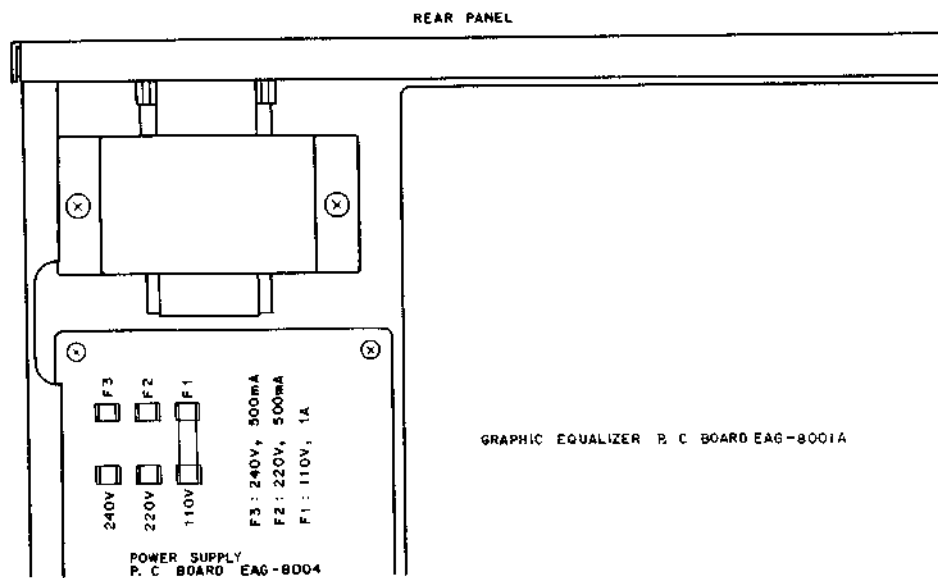 REAR PANEL
F3
F2
F1
240V
220V
110V
F3 : 240V, 500mA
F2 : 220V, 500mA
F1 : 110V, 1A
GRAPHIC EQUALIZER P. C BOARD EAG-8001A
POWER SUPPLY
P. C BOARD EAG-8004